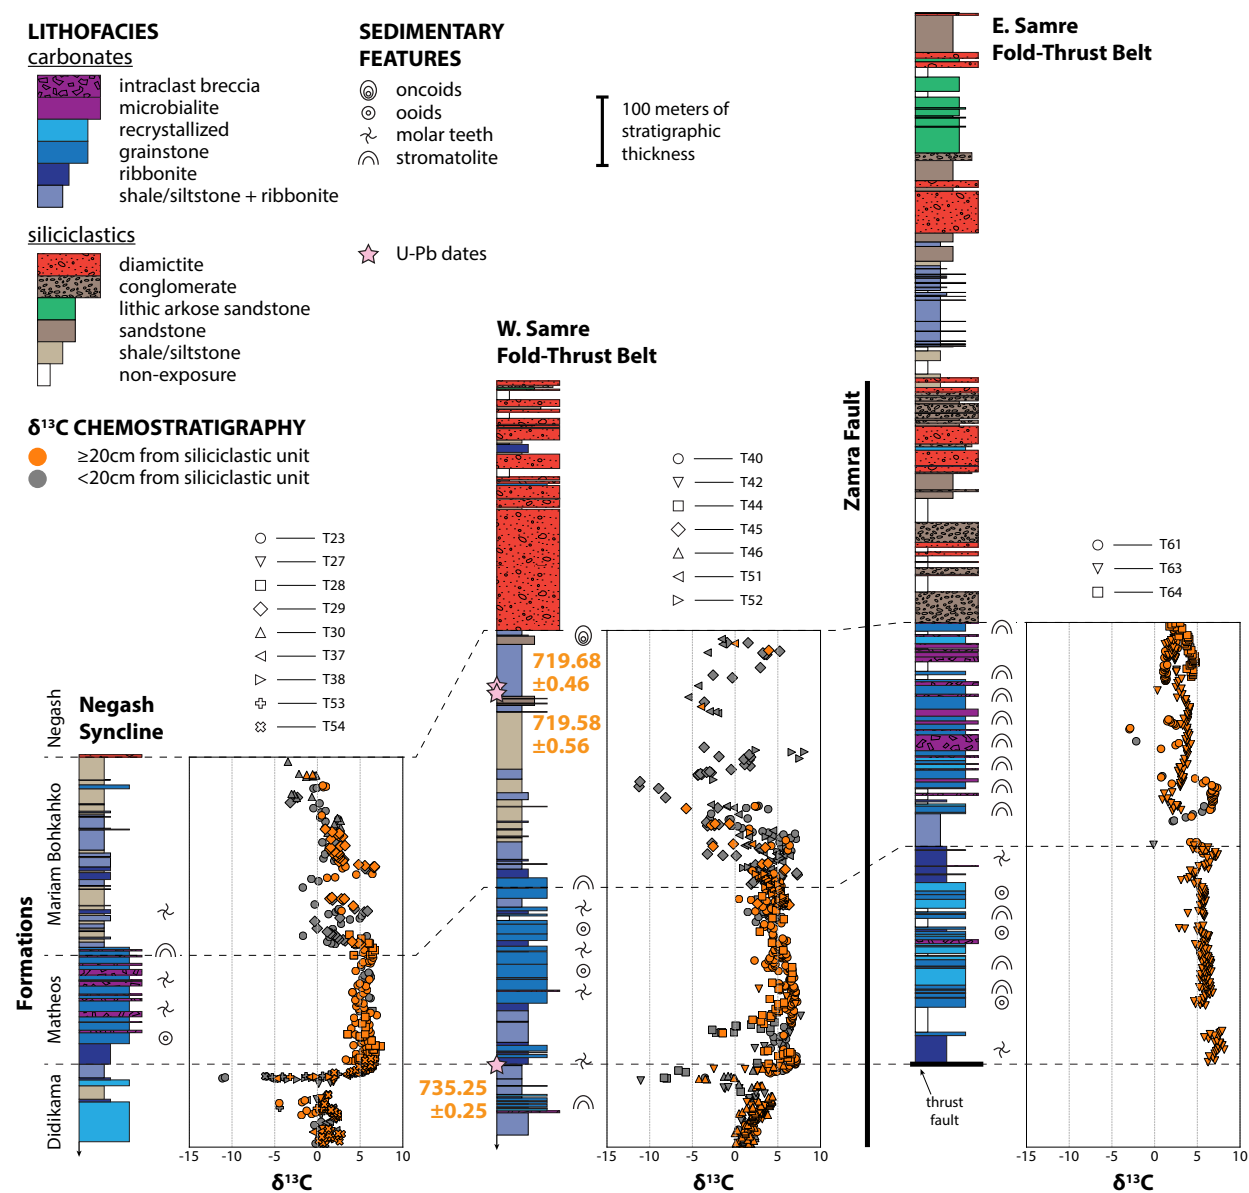 LITHOFACIES
carbonates
intraclast breccia
microbialite
recrystallized
grainstone
ribbonite
shale/siltstone + ribbonite
siliciclastics
diamictite
conglomerate
lithic arkose sandstone
sandstone
shale/siltstone
non-exposure
δ¹³C CHEMOSTRATIGRAPHY
≥20cm from siliciclastic unit
<20cm from siliciclastic unit
SEDIMENTARY
FEATURES
oncoids
ooids
molar teeth
stromatolite
U-Pb dates
100 meters of
stratigraphic
thickness
E. Samre
Fold-Thrust Belt
W. Samre
Fold-Thrust Belt
Zamra Fault
T23
T27
T28
T29
T30
T37
T38
T53
T54
T40
T42
T44
T45
T46
T51
T52
T61
T63
T64
Negash
Syncline
Formations
Negash
Mariam Bohkahko
Matheos
Didikama
719.68
±0.46
719.58
±0.56
735.25
±0.25
thrust
fault
-15 -10 -5 0 5 10
δ¹³C
-15 -10 -5 0 5 10
δ¹³C
-15 -10 -5 0 5 10
δ¹³C